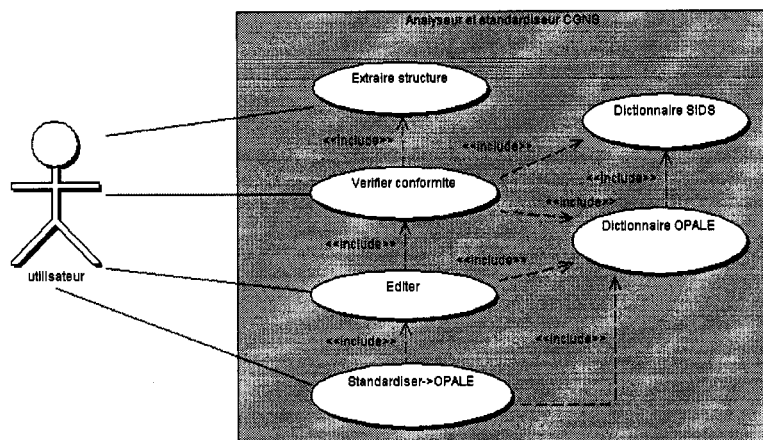 Analyseur et standardiseur CGNS
Extraire structure
Dictionnaire SIDS
<<include>>
<<include>>
Verifier conformite
<<include>>
<<include>>
Dictionnaire OPALE
<<include>>
<<include>>
utilisateur
Editer
<<include>>
<<include>>
Standardiser->OPALE